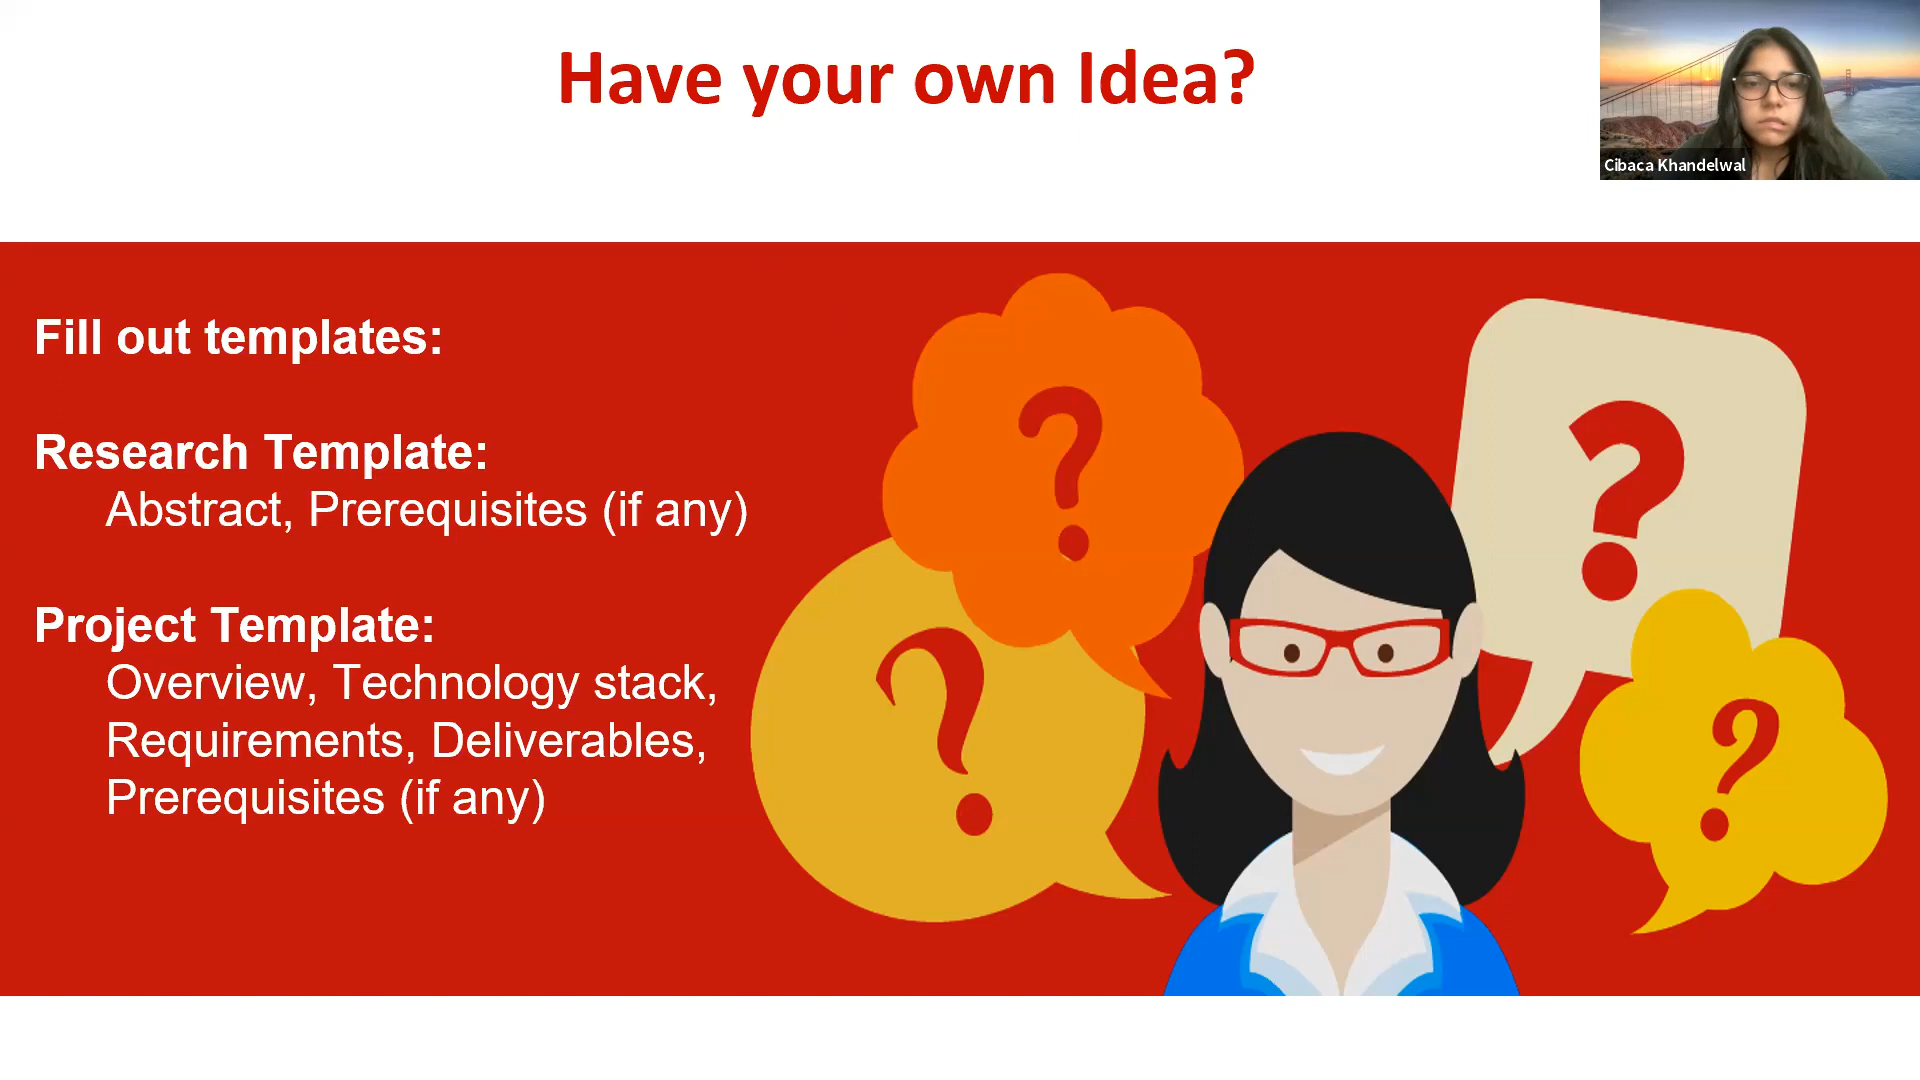 Have your own Idea?
Cibaca Khandelwal
Fill out templates:
Research Template:
Abstract, Prerequisites (if any)
Project Template:
Overview, Technology stack,
Requirements, Deliverables,
Prerequisites (if any)
?
?
?
?